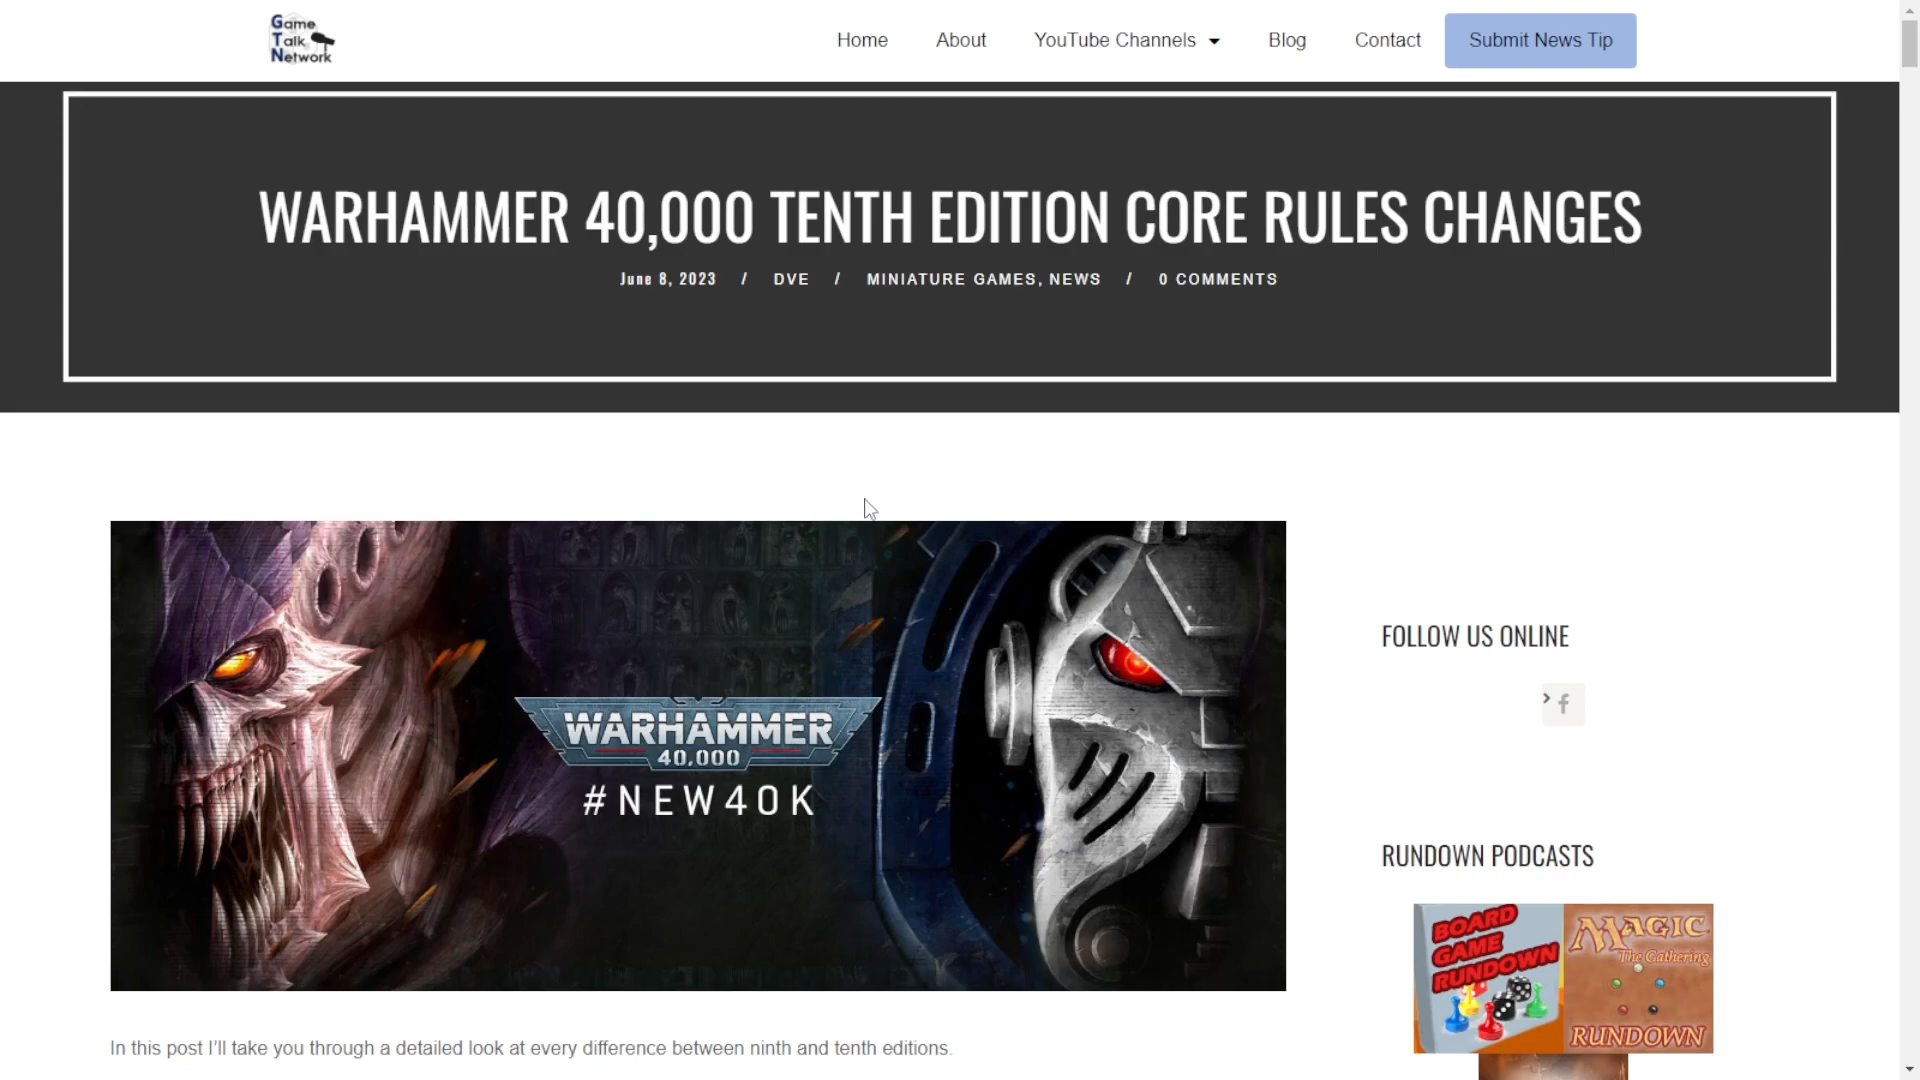 Game
Talk
Network
Home
About
YouTube Channels
Blog
Contact
Submit News Tip
WARHAMMER 40,000 TENTH EDITION CORE RULES CHANGES
June 8, 2023 / DVE / MINIATURE GAMES, NEWS / 0 COMMENTS
WARHAMMER
40,000
#NEW40K
FOLLOW US ONLINE
RUNDOWN PODCASTS
BOARD
GAME
RUNDOWN
MAGIC
The Gathering
RUNDOWN
In this post I'll take you through a detailed look at every difference between ninth and tenth editions.